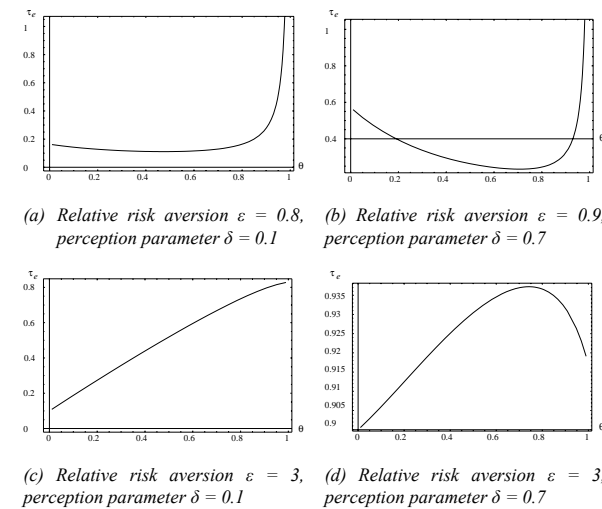 τe
τe
1
0.8
0.6
0.4
0.2
0
θ
0 0.2 0.4 0.6 0.8 1
1
0.8
0.6
0.4
θ
0 0.2 0.4 0.6 0.8 1
(a) Relative risk aversion ε = 0.8,
perception parameter δ = 0.1
(b) Relative risk aversion ε = 0.9,
perception parameter δ = 0.7
τe
τe
0.8
0.6
0.4
0.2
0
θ
0 0.2 0.4 0.6 0.8 1
0.935
0.925
0.92
0.915
0.91
0.905
0.9
θ
0 0.2 0.4 0.6 0.8 1
(c) Relative risk aversion ε = 3,
perception parameter δ = 0.1
(d) Relative risk aversion ε = 3,
perception parameter δ = 0.7